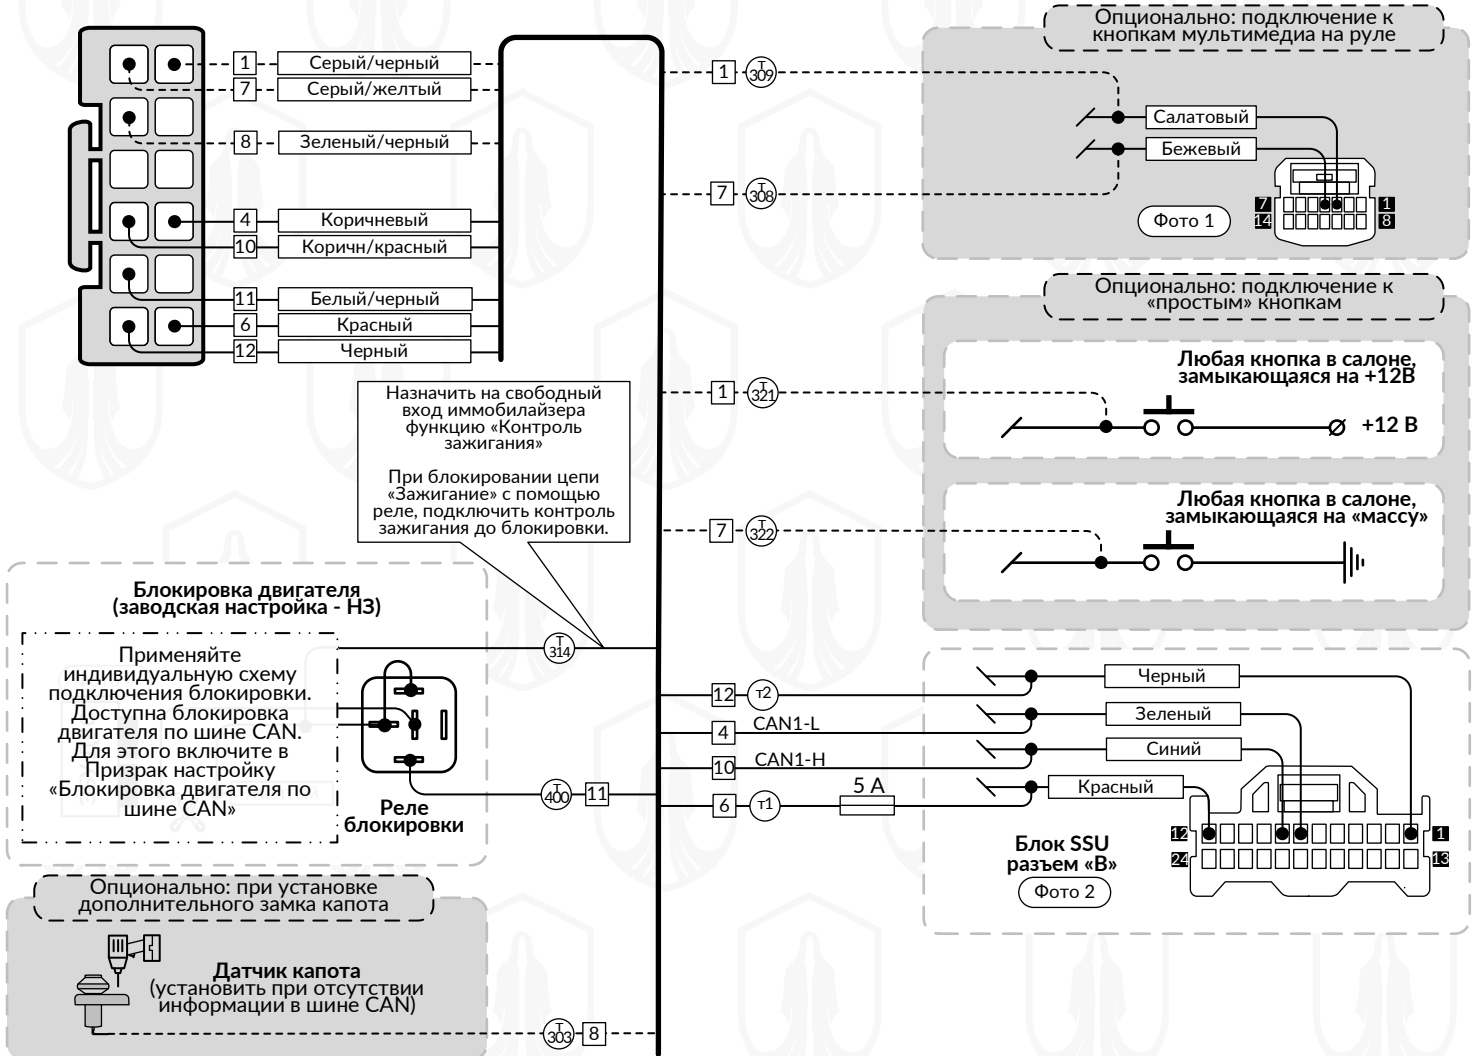 Опционально: подключение к
кнопкам мультимедиа на руле
1 Серый/черный
7 Серый/желтый
8 Зеленый/черный
4 Коричневый
10 Коричн/красный
11 Белый/черный
6 Красный
12 Черный
1 T 309
7 T 308
Салатовый
Бежевый
7 1
14 8
Фото 1
Опционально: подключение к
«простым» кнопкам
Любая кнопка в салоне,
замыкающаяся на +12В
+12 В
1 T 321
Любая кнопка в салоне,
замыкающаяся на «массу»
7 T 322
Назначить на свободный
вход иммобилайзера
функцию «Контроль
зажигания»
При блокировании цепи
«Зажигание» с помощью
реле, подключить контроль
зажигания до блокировки.
Блокировка двигателя
(заводская настройка - НЗ)
Применяйте
индивидуальную схему
подключения блокировки.
Доступна блокировка
двигателя по шине CAN.
Для этого включите в
Призрак настройку
«Блокировка двигателя по
шине CAN»
T 314
Реле
блокировки
T 400 11
12 т2
4 CAN1-L
10 CAN1-H
6 т1 5 А
Черный
Зеленый
Синий
Красный
12 1
24 13
Блок SSU
разъем «В»
Фото 2
Опционально: при установке
дополнительного замка капота
Датчик капота
(установить при отсутствии
информации в шине CAN)
T 303 8